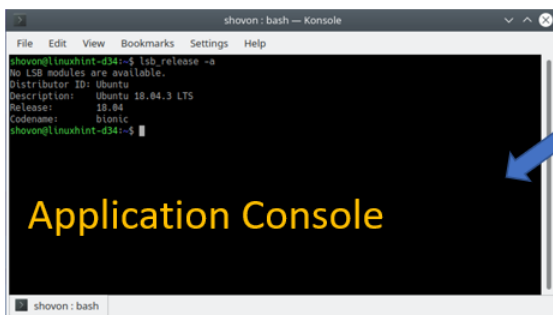 shovon : bash — Konsole
File Edit View Bookmarks Settings Help
shovon@linuxhint-d34:~$ lsb_release -a
No LSB modules are available.
Distributor ID: Ubuntu
Description: Ubuntu 18.04.3 LTS
Release: 18.04
Codename: bionic
shovon@linuxhint-d34:~$
Application Console
shovon : bash